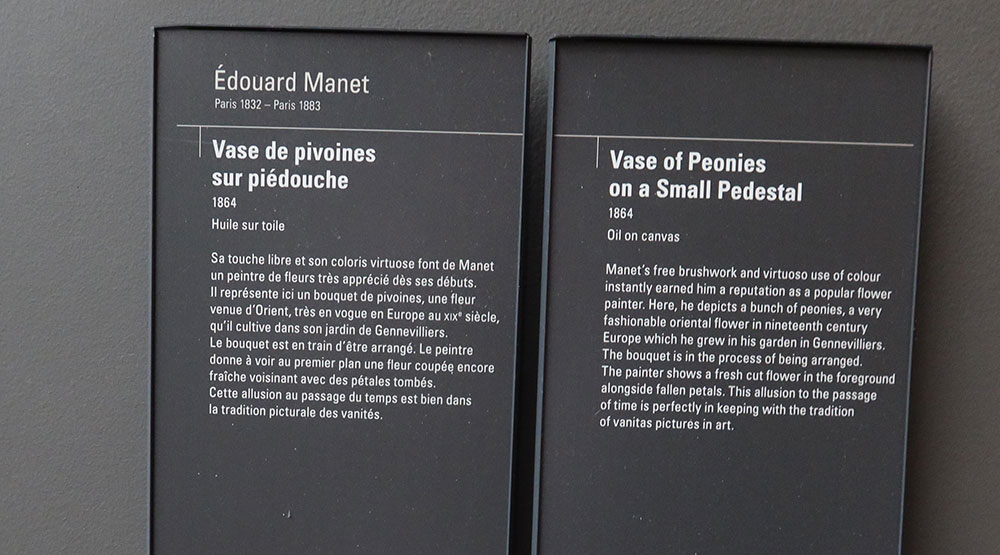 Édouard Manet
Paris 1832 – Paris 1883
Vase de pivoines
sur piédouche
1864
Huile sur toile
Sa touche libre et son coloris virtuose font de Manet
un peintre de fleurs très apprécié dès ses débuts.
Il représente ici un bouquet de pivoines, une fleur
venue d'Orient, très en vogue en Europe au XIXe siècle,
qu'il cultive dans son jardin de Gennevilliers.
Le bouquet est en train d'être arrangé. Le peintre
donne à voir au premier plan une fleur coupée encore
fraîche voisinant avec des pétales tombés.
Cette allusion au passage du temps est bien dans
la tradition picturale des vanités.
Vase of Peonies
on a Small Pedestal
1864
Oil on canvas
Manet's free brushwork and virtuoso use of colour
instantly earned him a reputation as a popular flower
painter. Here, he depicts a bunch of peonies, a very
fashionable oriental flower in nineteenth century
Europe which he grew in his garden in Gennevilliers.
The bouquet is in the process of being arranged.
The painter shows a fresh cut flower in the foreground
alongside fallen petals. This allusion to the passage
of time is perfectly in keeping with the tradition
of vanitas pictures in art.